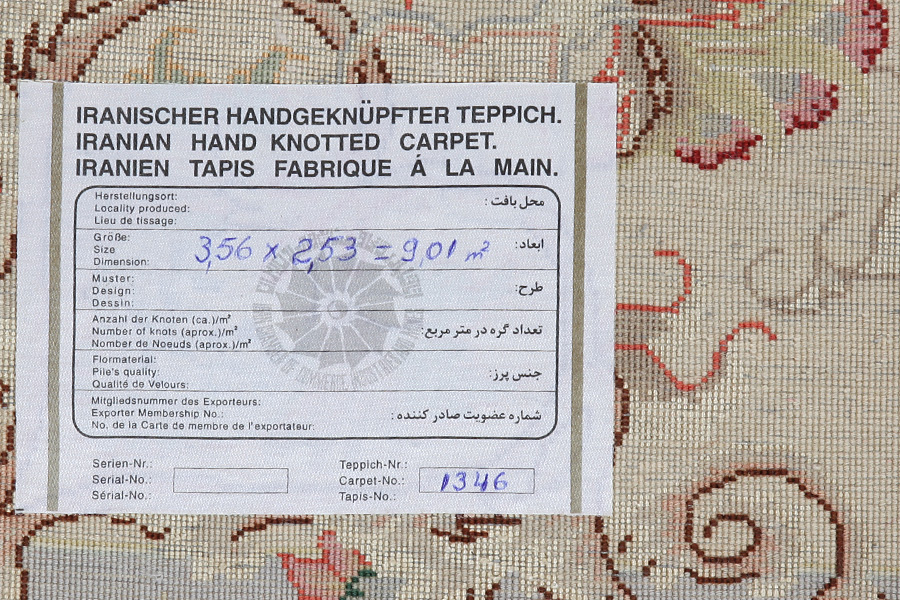 IRANISCHER HANDGEKNÜPFTER TEPPICH.
IRANIAN HAND KNOTTED CARPET.
IRANIEN TAPIS FABRIQUE Á LA MAIN.
Herstellungsort:
Locality produced:
Lieu de tissage:
محل بافت :
Größe:
Size
Dimension:
3,56 x 2,53 = 9,01 m²
ابعاد:
Muster:
Design:
Dessin:
طرح:
Anzahl der Knoten (ca.)/m²
Number of knots (aprox.)/m²
Number de Noeuds (aprox.)/m²
تعداد گره در متر مربع:
Flormaterial:
Pile's quality:
Qualité de Velours:
جنس پرز:
Mitgliedsnummer des Exporteurs:
Exporter Membership No.:
No. de la Carte de membre de l'exportateur:
شماره عضویت صادر کننده :
Serien-Nr.:
Serial-No.:
Sérial-No.:
Teppich-Nr.:
Carpet-No.:
Tapis-No.:
1346